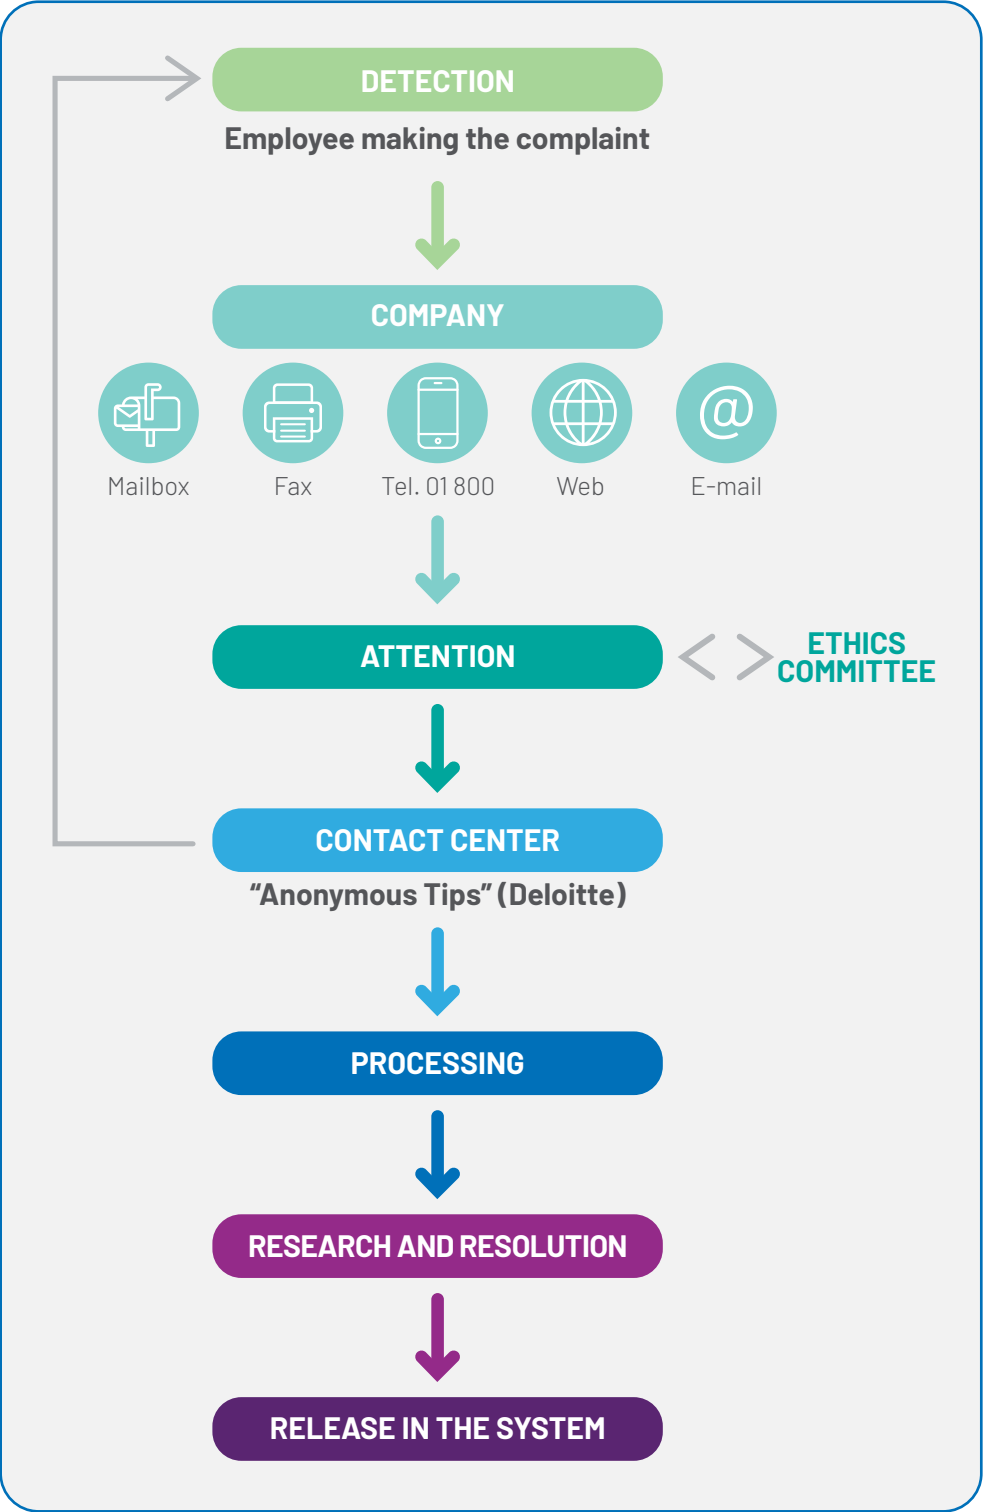 DETECTION
Employee making the complaint
COMPANY
@
Mailbox
Fax
Tel. 01 800
Web
E-mail
ATTENTION
ETHICS
COMMITTEE
CONTACT CENTER
“Anonymous Tips” (Deloitte)
PROCESSING
RESEARCH AND RESOLUTION
RELEASE IN THE SYSTEM